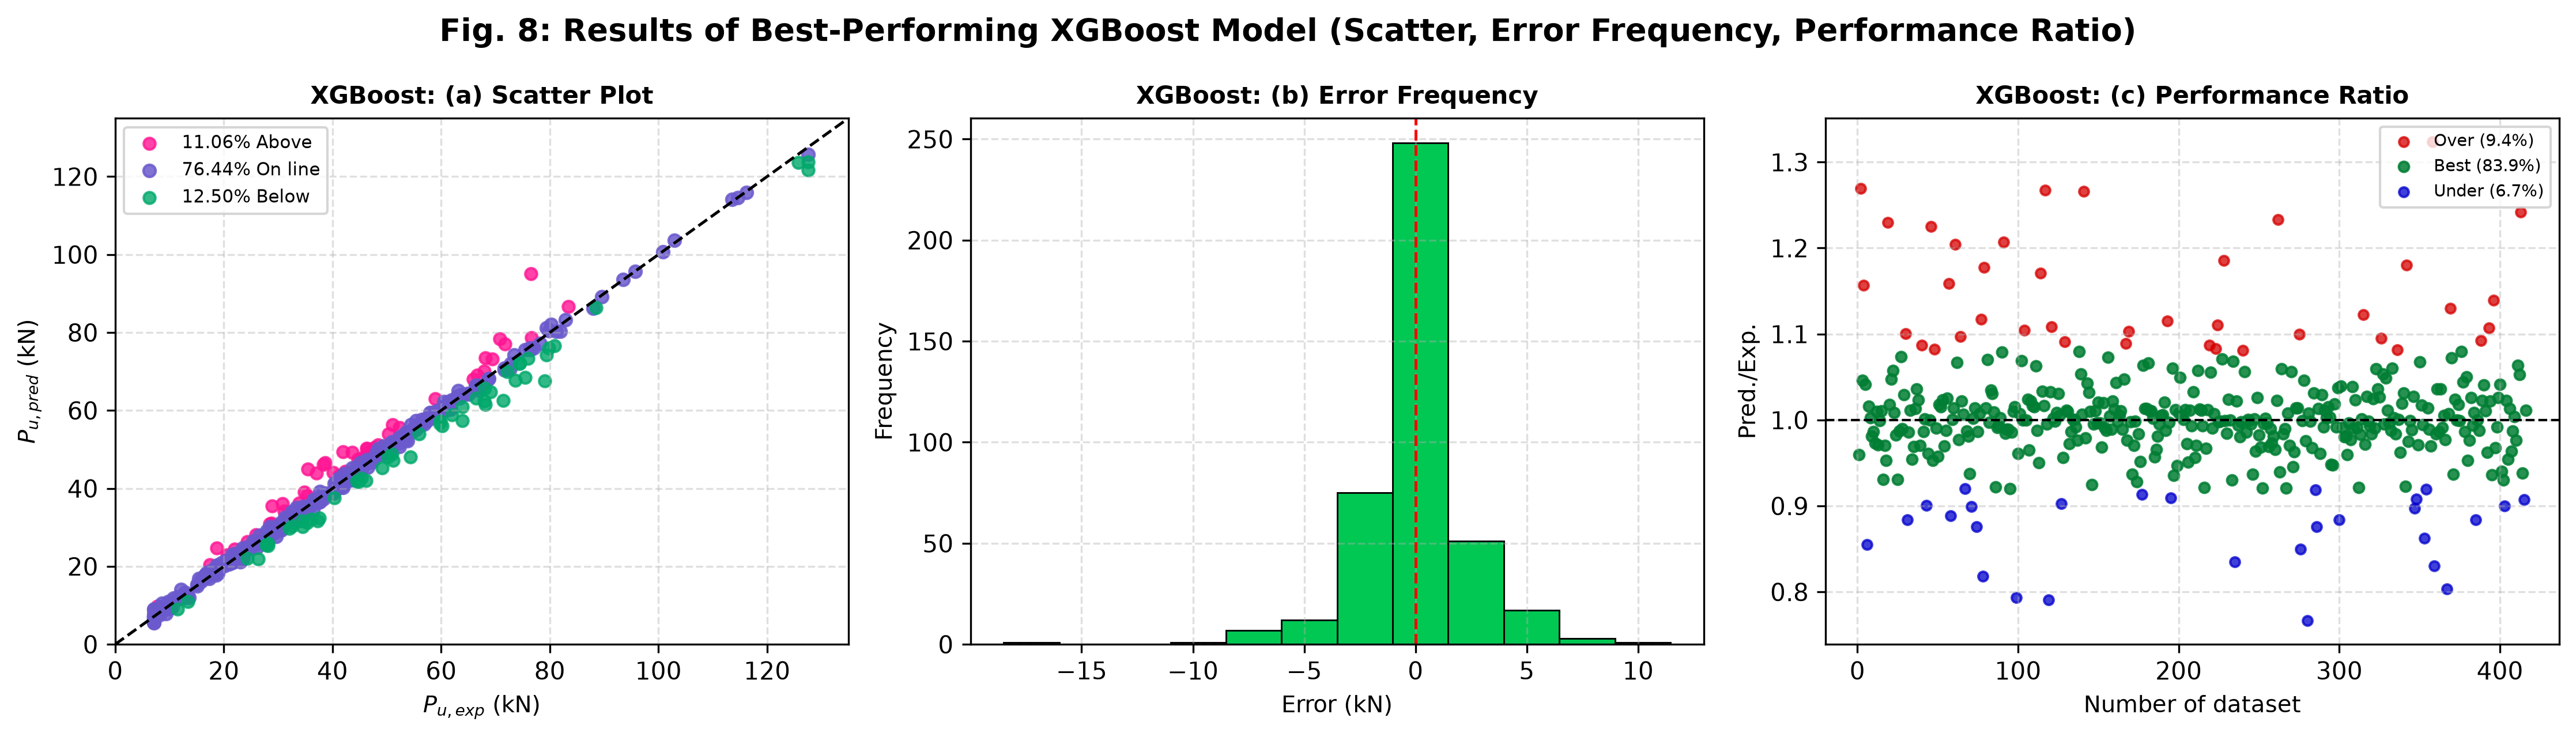 Fig. 8: Results of Best-Performing XGBoost Model (Scatter, Error Frequency, Performance Ratio)
XGBoost: (a) Scatter Plot
11.06% Above
76.44% On line
12.50% Below
120
100
80
60
40
20
0
P_{u,pred} (kN)
0 20 40 60 80 100 120
P_{u,exp} (kN)
XGBoost: (b) Error Frequency
250
200
150
100
50
0
Frequency
−15 −10 −5 0 5 10
Error (kN)
XGBoost: (c) Performance Ratio
Over (9.4%)
Best (83.9%)
Under (6.7%)
1.3
1.2
1.1
1.0
0.9
0.8
Pred./Exp.
0 100 200 300 400
Number of dataset